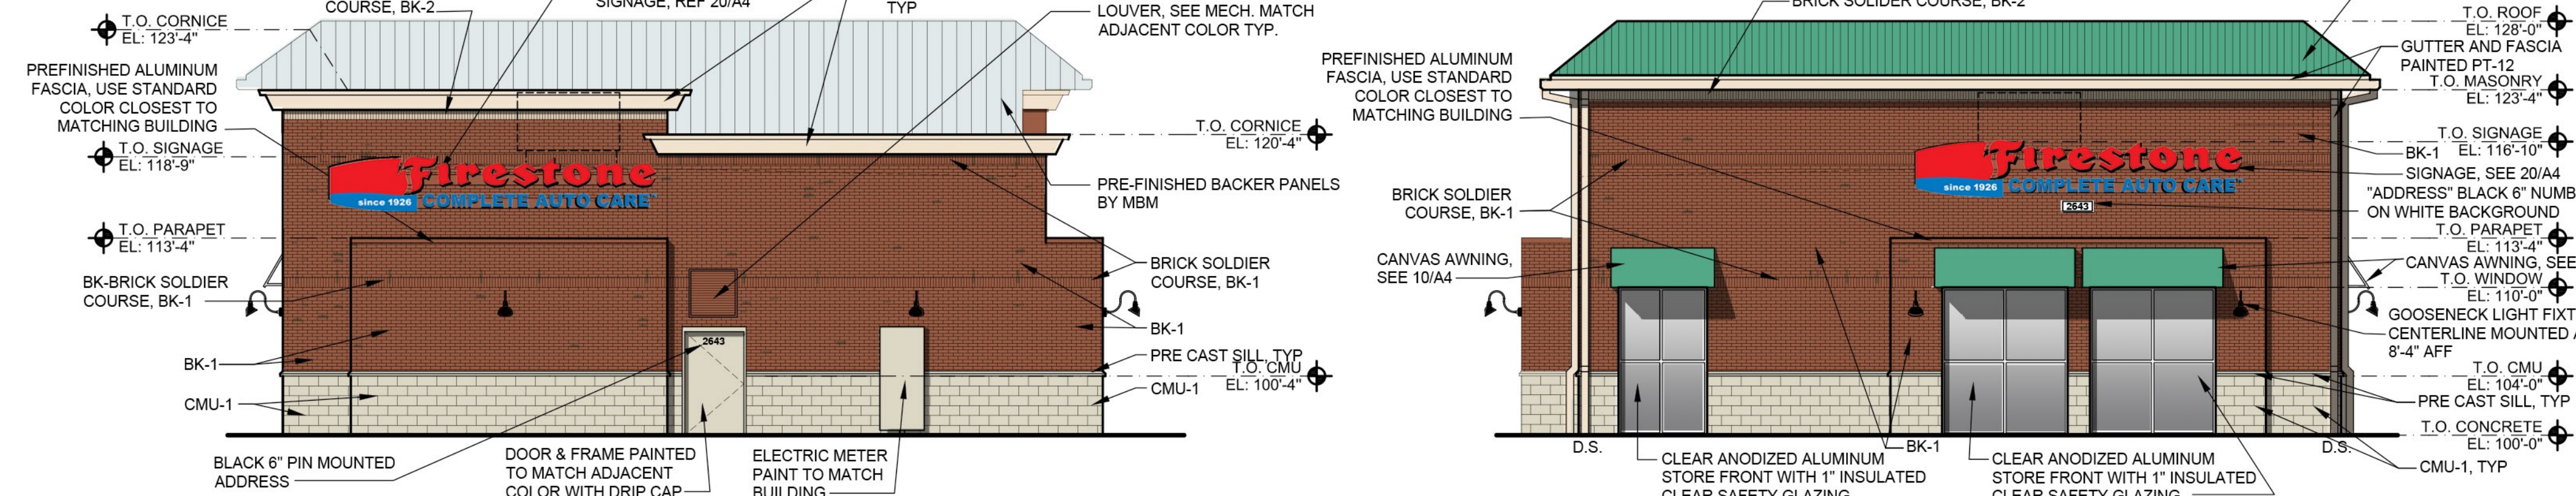 COURSE, BK-2
SIGNAGE, REF 20/A4
TYP
T.O. CORNICE
EL: 123'-4"
LOUVER, SEE MECH. MATCH
ADJACENT COLOR TYP.
PREFINISHED ALUMINUM
FASCIA, USE STANDARD
COLOR CLOSEST TO
MATCHING BUILDING
T.O. SIGNAGE
EL: 118'-9"
T.O. CORNICE
EL: 120'-4"
Firestone
since 1926 COMPLETE AUTO CARE
PRE-FINISHED BACKER PANELS
BY MBM
T.O. PARAPET
EL: 113'-4"
BK-BRICK SOLDIER
COURSE, BK-1
BRICK SOLDIER
COURSE, BK-1
BK-1
2643
BK-1
PRE CAST SILL, TYP
T.O. CMU
EL: 100'-4"
CMU-1
CMU-1
BLACK 6" PIN MOUNTED
ADDRESS
DOOR & FRAME PAINTED
TO MATCH ADJACENT
COLOR WITH DRIP CAP
ELECTRIC METER
PAINT TO MATCH
BUILDING
BRICK SOLIDER COURSE, BK-2
T.O. ROOF
EL: 128'-0"
GUTTER AND FASCIA
PAINTED PT-12
T.O. MASONRY
EL: 123'-4"
PREFINISHED ALUMINUM
FASCIA, USE STANDARD
COLOR CLOSEST TO
MATCHING BUILDING
T.O. SIGNAGE
EL: 116'-10"
BK-1
SIGNAGE, SEE 20/A4
Firestone
since 1926 COMPLETE AUTO CARE
2643
"ADDRESS" BLACK 6" NUMB
ON WHITE BACKGROUND
BRICK SOLDIER
COURSE, BK-1
T.O. PARAPET
EL: 113'-4"
CANVAS AWNING,
SEE 10/A4
CANVAS AWNING, SEE
T.O. WINDOW
EL: 110'-0"
GOOSENECK LIGHT FIXT
CENTERLINE MOUNTED
8'-4" AFF
T.O. CMU
EL: 104'-0"
PRE CAST SILL, TYP
T.O. CONCRETE
EL: 100'-0"
D.S.
BK-1
D.S.
CMU-1, TYP
CLEAR ANODIZED ALUMINUM
STORE FRONT WITH 1" INSULATED
CLEAR SAFETY GLAZING
CLEAR ANODIZED ALUMINUM
STORE FRONT WITH 1" INSULATED
CLEAR SAFETY GLAZING